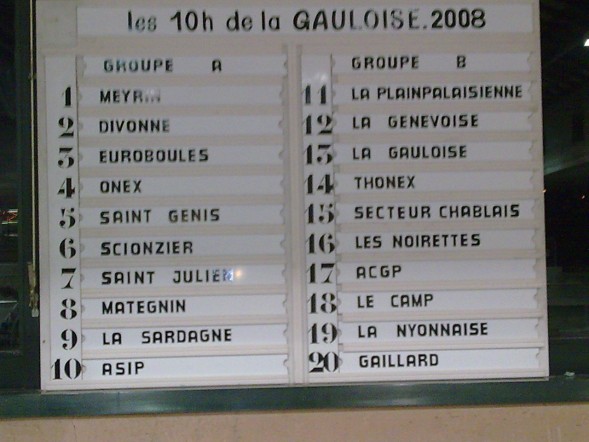 les 10h de la GAULOISE.2008
GROUPE A
1 MEYRIN
2 DIVONNE
3 EUROBOULES
4 ONEX
5 SAINT GENIS
6 SCIONZIER
7 SAINT JULIEN
8 MATEGNIN
9 LA SARDAGNE
10 ASIP
GROUPE B
11 LA PLAINPALAISIENNE
12 LA GENEVOISE
13 LA GAULOISE
14 THONEX
15 SECTEUR CHABLAIS
16 LES NOIRETTES
17 ACGP
18 LE CAMP
19 LA NYONNAISE
20 GAILLARD